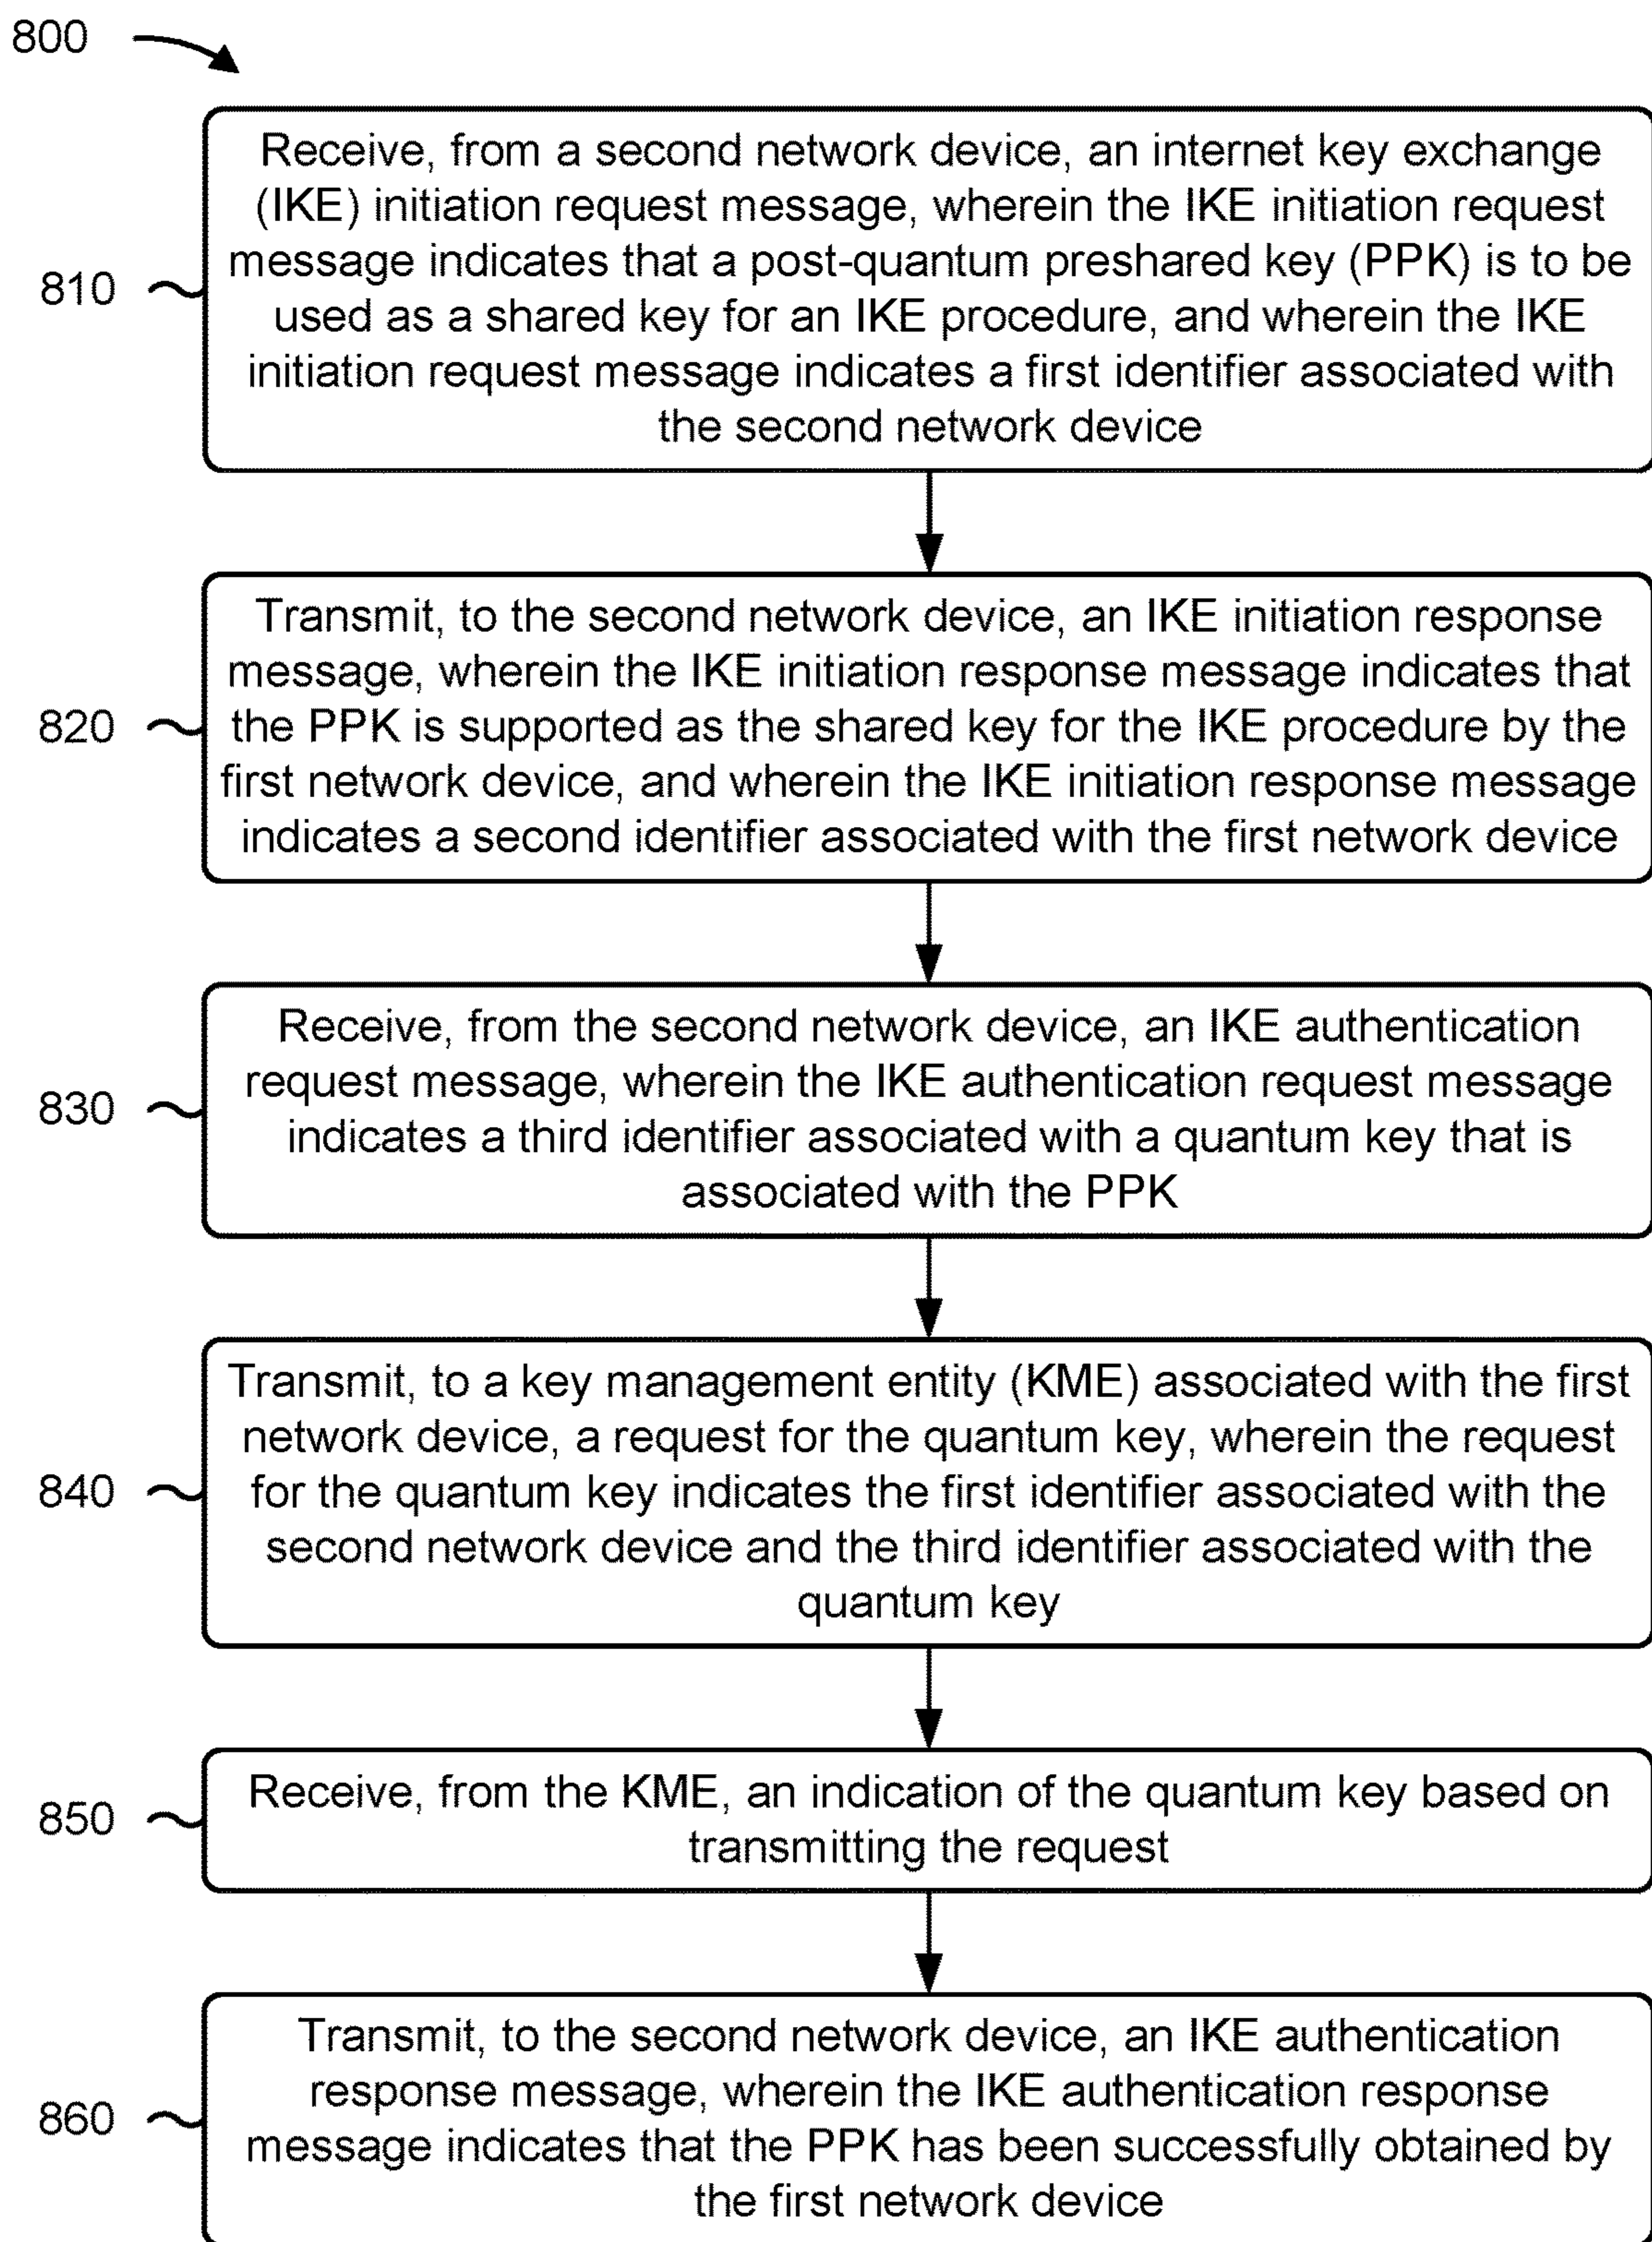 800
Receive, from a second network device, an internet key exchange
(IKE) initiation request message, wherein the IKE initiation request
message indicates that a post-quantum preshared key (PPK) is to be
used as a shared key for an IKE procedure, and wherein the IKE
initiation request message indicates a first identifier associated with
the second network device
810
Transmit, to the second network device, an IKE initiation response
message, wherein the IKE initiation response message indicates that
the PPK is supported as the shared key for the IKE procedure by the
first network device, and wherein the IKE initiation response message
indicates a second identifier associated with the first network device
820
Receive, from the second network device, an IKE authentication
request message, wherein the IKE authentication request message
indicates a third identifier associated with a quantum key that is
associated with the PPK
830
Transmit, to a key management entity (KME) associated with the first
network device, a request for the quantum key, wherein the request
for the quantum key indicates the first identifier associated with the
second network device and the third identifier associated with the
quantum key
840
Receive, from the KME, an indication of the quantum key based on
transmitting the request
850
Transmit, to the second network device, an IKE authentication
response message, wherein the IKE authentication response
message indicates that the PPK has been successfully obtained by
the first network device
860